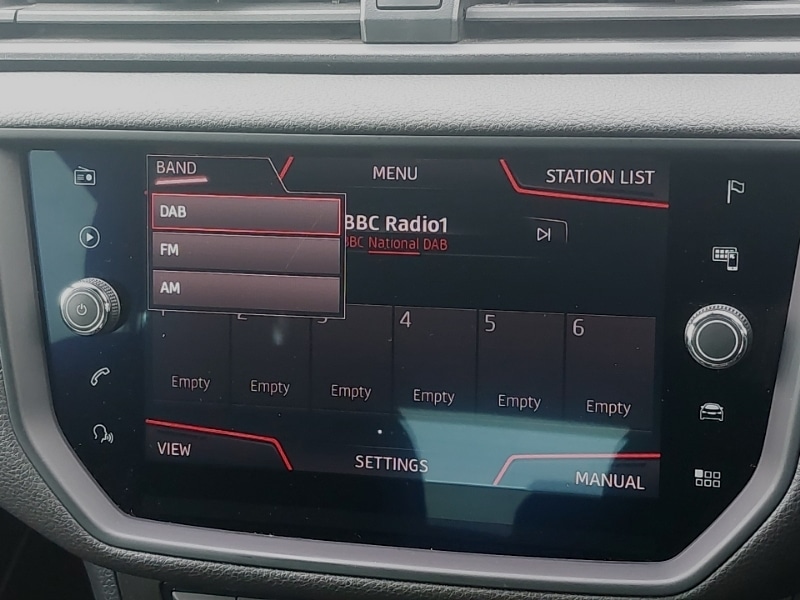 BAND
MENU
STATION LIST
DAB
FM
AM
BBC Radio1
BBC National DAB
4
5
6
Empty
Empty
Empty
Empty
Empty
Empty
VIEW
SETTINGS
MANUAL